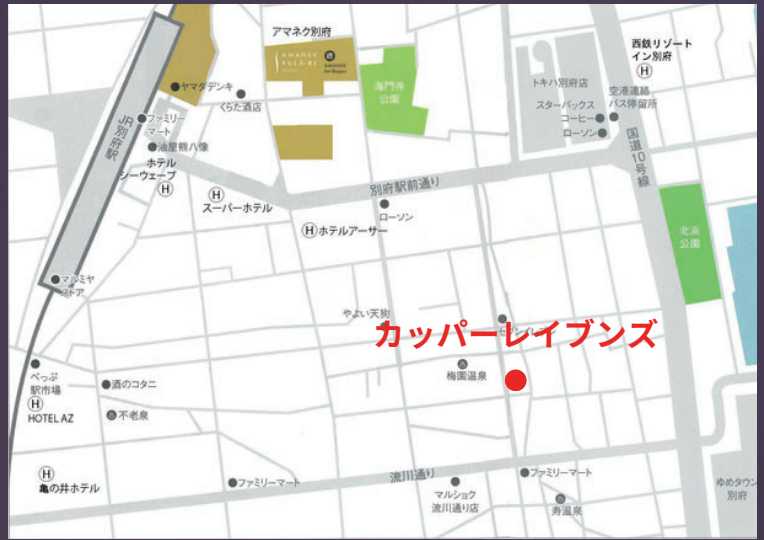 アマネク別府
AMANEK
YULA-RE
AMANEK
Inn Beppu
西鉄リゾート
イン別府
H
ヤマダデンキ
くらた酒店
海門寺
公園
トキハ別府店
空港連絡
バス停留所
スターバックス
コーヒー
ローソン
JR別府駅
ファミリー
マート
油屋熊八像
ホテル
シーウェーブ
H
国道10号線
別府駅前通り
H
スーパーホテル
ローソン
H ホテルアーサー
北浜
公園
マルミヤ
ストア
やよい天狗
セブンイレブン
カッパーレイブンズ
べっぷ
駅市場
梅園温泉
酒のコタニ
H
HOTEL AZ
不老泉
H
亀の井ホテル
流川通り
ファミリーマート
ファミリーマート
マルショク
流川通り店
寿温泉
ゆめタウン
別府